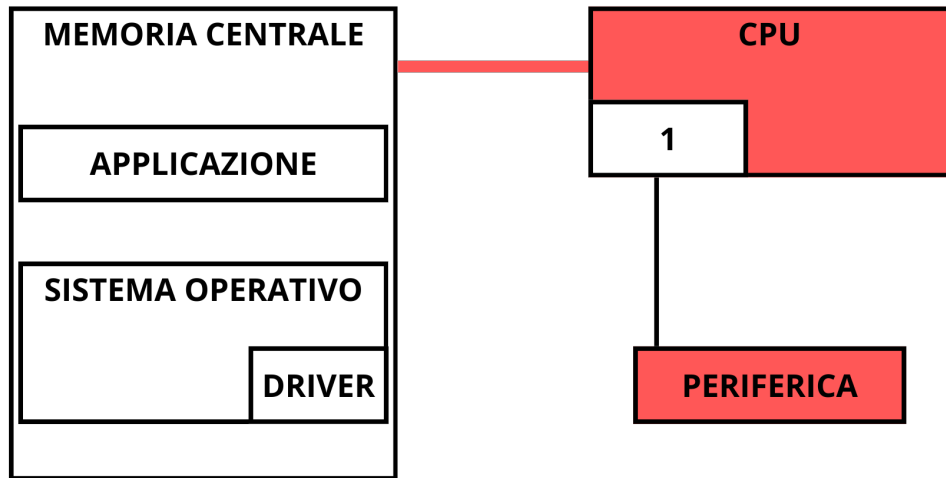 MEMORIA CENTRALE
CPU
APPLICAZIONE
1
SISTEMA OPERATIVO
DRIVER
PERIFERICA